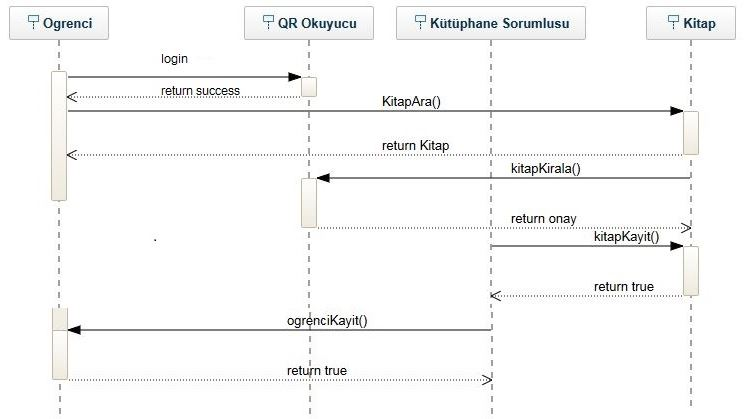 Ogrenci
QR Okuyucu
Kütüphane Sorumlusu
Kitap
login
return success
KitapAra()
return Kitap
kitapKirala()
return onay
kitapKayit()
return true
ogrenciKayit()
return true